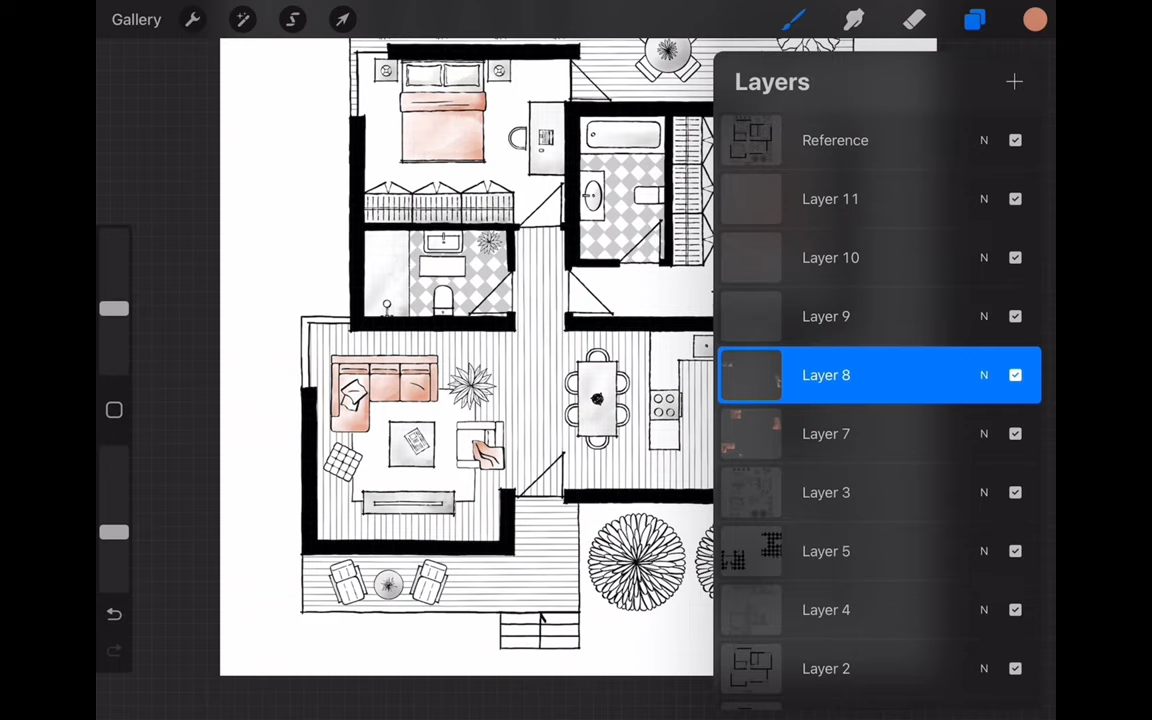 Gallery
Layers
Reference N
Layer 11 N
Layer 10 N
Layer 9 N
Layer 8 N
Layer 7 N
Layer 3 N
Layer 5 N
Layer 4 N
Layer 2 N